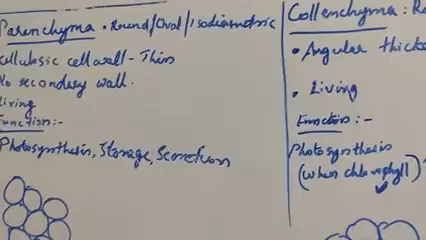 Parenchyma • Round/Oval/Isodiametric
Cellulosic cell wall - Thin
No secondary wall.
Living
Function:-
Photosynthesis, Storage, Secretion
Collenchyma:
• Angular thick
• Living
Function:-
Photosynthesis
(when chlorophyll)